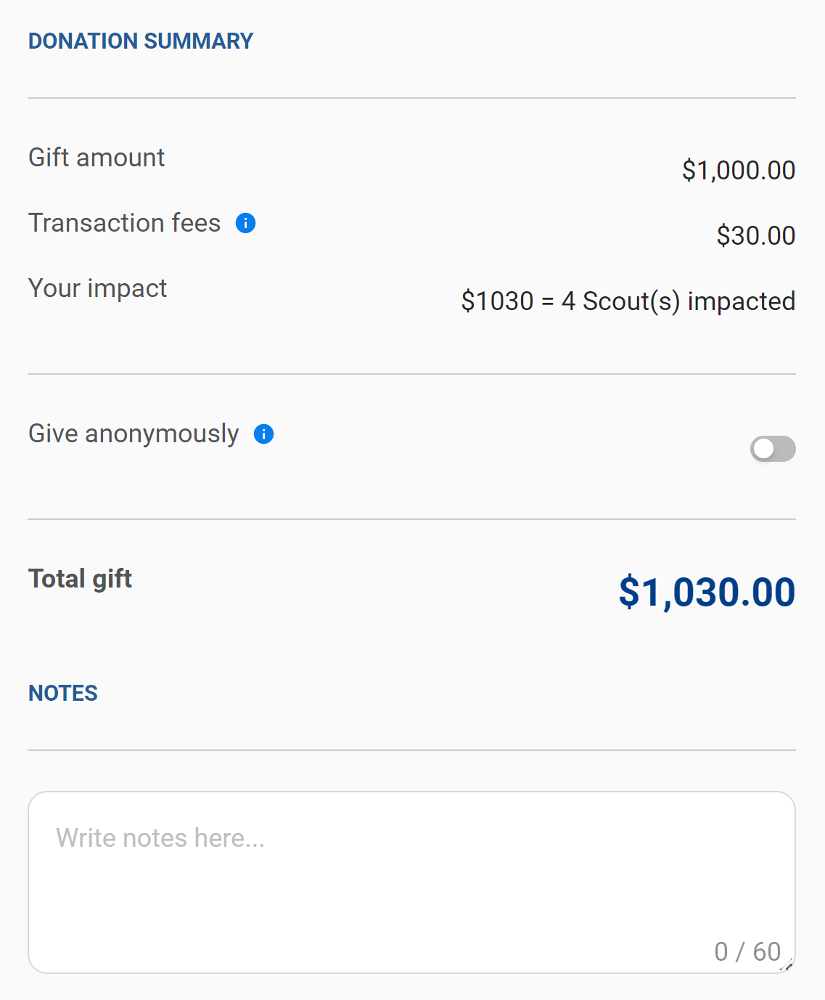 DONATION SUMMARY
Gift amount $1,000.00
Transaction fees $30.00
Your impact $1030 = 4 Scout(s) impacted
Give anonymously
Total gift $1,030.00
NOTES
Write notes here...
0 / 60